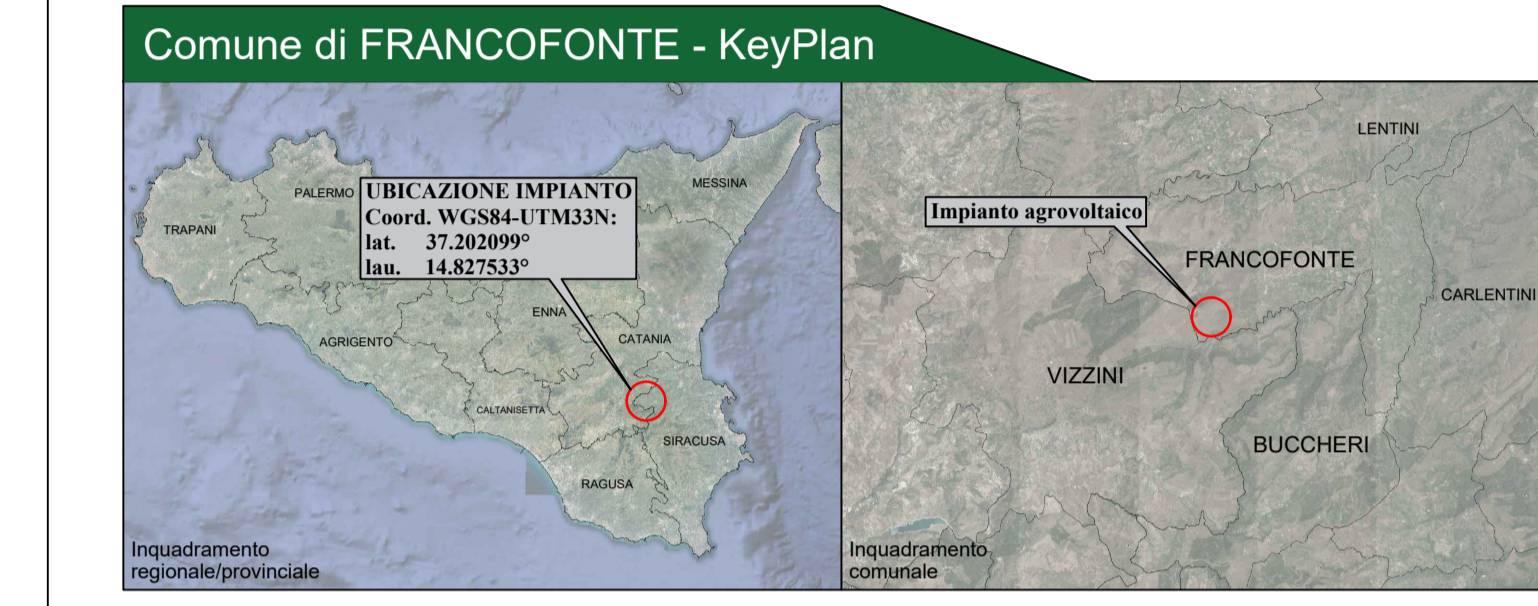 Comune di FRANCOFONTE - KeyPlan
MESSINA
PALERMO
UBICAZIONE IMPIANTO
Coord. WGS84-UTM33N:
lat. 37.202099°
lau. 14.827533°
TRAPANI
ENNA
CATANIA
AGRIGENTO
CALTANISETTA
SIRACUSA
RAGUSA
Inquadramento
regionale/provinciale
LENTINI
Impianto agrovoltaico
FRANCOFONTE
CARLENTINI
VIZZINI
BUCCHERI
Inquadramento
comunale